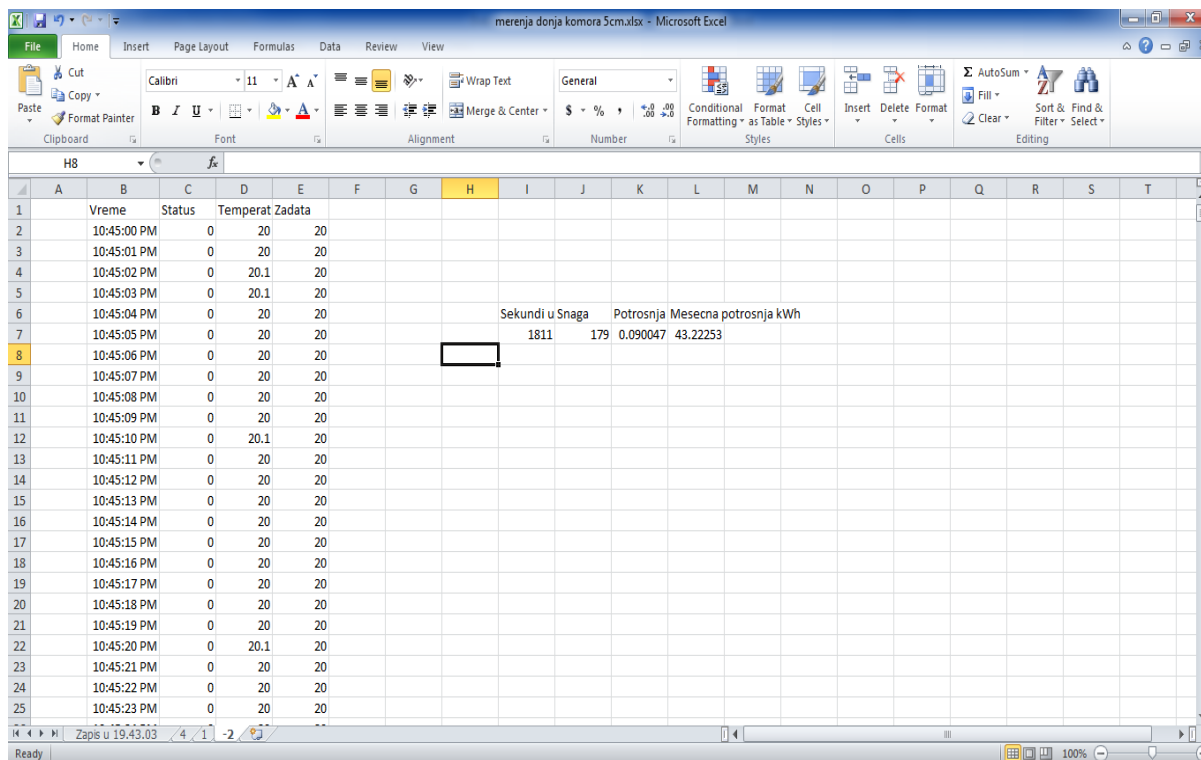 merenja donja komora 5cm.xlsx - Microsoft Excel
File Home Insert Page Layout Formulas Data Review View
Cut
Copy
Format Painter
Paste
Calibri 11 A A
B I U A
Wrap Text
Merge & Center
General
$ % , .0 .00 .00 .0
Conditional Formatting Format as Table Cell Styles
Insert Delete Format
Σ AutoSum
Fill
Clear
Sort & Filter Find & Select
Clipboard Font Alignment Number Styles Cells Editing
H8 fx
A B C D E F G H I J K L M N O P Q R S T
1 Vreme Status Temperat Zadata
2 10:45:00 PM 0 20 20
3 10:45:01 PM 0 20 20
4 10:45:02 PM 0 20.1 20
5 10:45:03 PM 0 20.1 20
6 10:45:04 PM 0 20 20 Sekundi u Snaga Potrosnja Mesecna potrosnja kWh
7 10:45:05 PM 0 20 20 1811 179 0.090047 43.22253
8 10:45:06 PM 0 20 20
9 10:45:07 PM 0 20 20
10 10:45:08 PM 0 20 20
11 10:45:09 PM 0 20 20
12 10:45:10 PM 0 20.1 20
13 10:45:11 PM 0 20 20
14 10:45:12 PM 0 20 20
15 10:45:13 PM 0 20 20
16 10:45:14 PM 0 20 20
17 10:45:15 PM 0 20 20
18 10:45:16 PM 0 20 20
19 10:45:17 PM 0 20 20
20 10:45:18 PM 0 20 20
21 10:45:19 PM 0 20 20
22 10:45:20 PM 0 20.1 20
23 10:45:21 PM 0 20 20
24 10:45:22 PM 0 20 20
25 10:45:23 PM 0 20 20
Zapis u 19.43.03 4 1 -2
Ready 100%